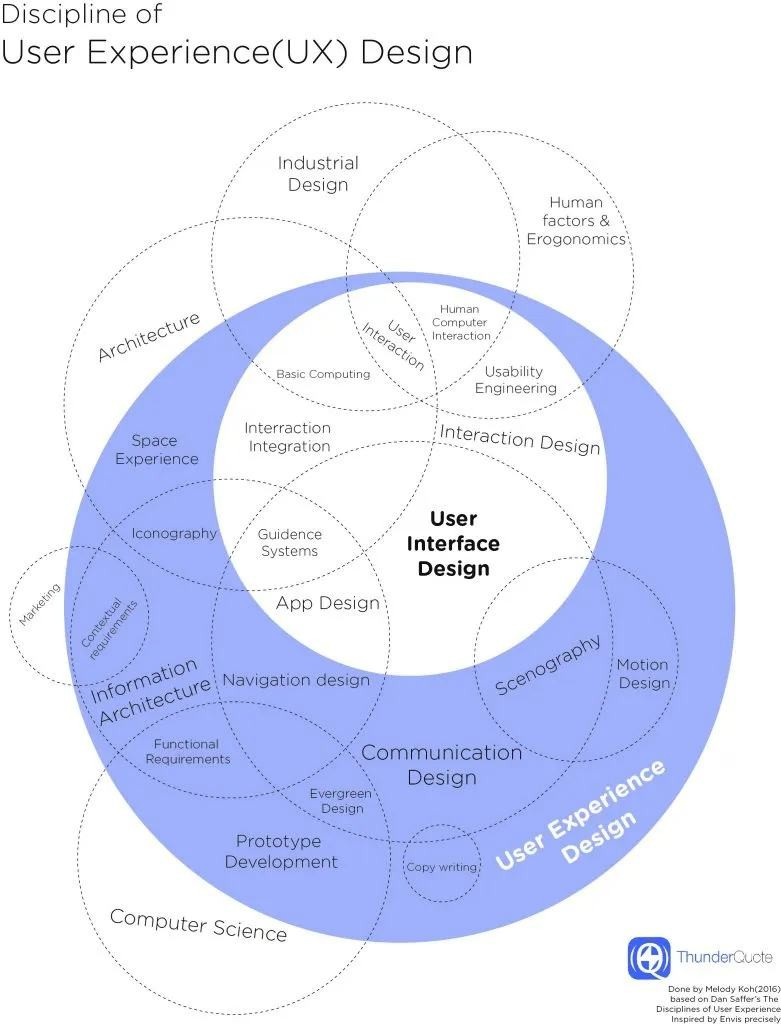 Discipline of
User Experience(UX) Design
Industrial
Design
Human
factors &
Erogonomics
Architecture
User
Interaction
Human
Computer
Interaction
Basic Computing
Usability
Engineering
Interraction
Integration
Interaction Design
Space
Experience
Iconography
Guidence
Systems
User
Interface
Design
Marketing
Contextual
requirements
App Design
Information
Architecture
Navigation design
Scenography
Motion
Design
Functional
Requirements
Communication
Design
Evergreen
Design
User Experience
Design
Prototype
Development
Copy writing
Computer Science
ThunderQuote
Done by Melody Koh(2016)
based on Dan Saffer's The
Disciplines of User Experience
Inspired by Envis precisely